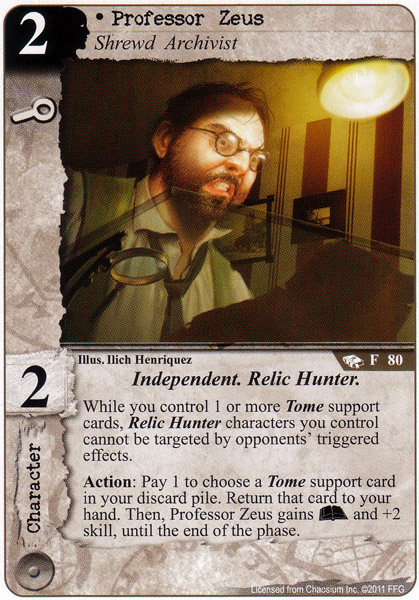 2
• Professor Zeus
Shrewd Archivist
Illus. Ilich Henriquez
F 80
2
Independent. Relic Hunter.
While you control 1 or more Tome support
cards, Relic Hunter characters you control
cannot be targeted by opponents' triggered
effects.
Action: Pay 1 to choose a Tome support card
in your discard pile. Return that card to your
hand. Then, Professor Zeus gains and +2
skill, until the end of the phase.
Character
Licensed from Chaosium Inc. ©2011 FFG